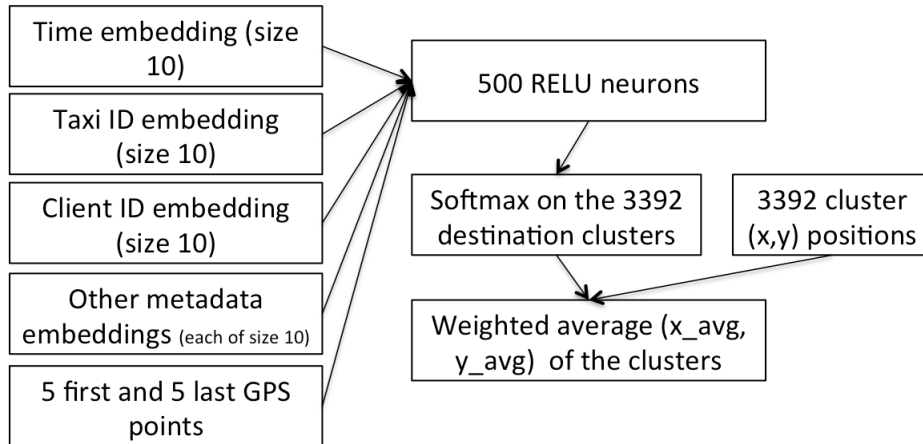 Time embedding (size
10)
Taxi ID embedding
(size 10)
Client ID embedding
(size 10)
Other metadata
embeddings (each of size 10)
5 first and 5 last GPS
points
500 RELU neurons
Softmax on the 3392
destination clusters
3392 cluster
(x,y) positions
Weighted average (x_avg,
y_avg) of the clusters